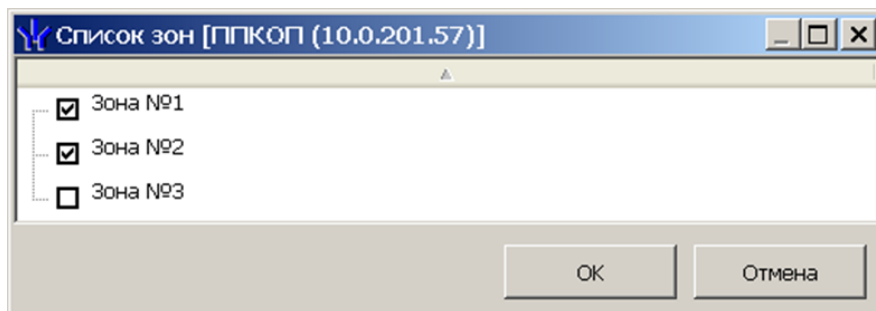 Список зон [ППКОП (10.0.201.57)]
Зона №1
Зона №2
Зона №3
ОК Отмена